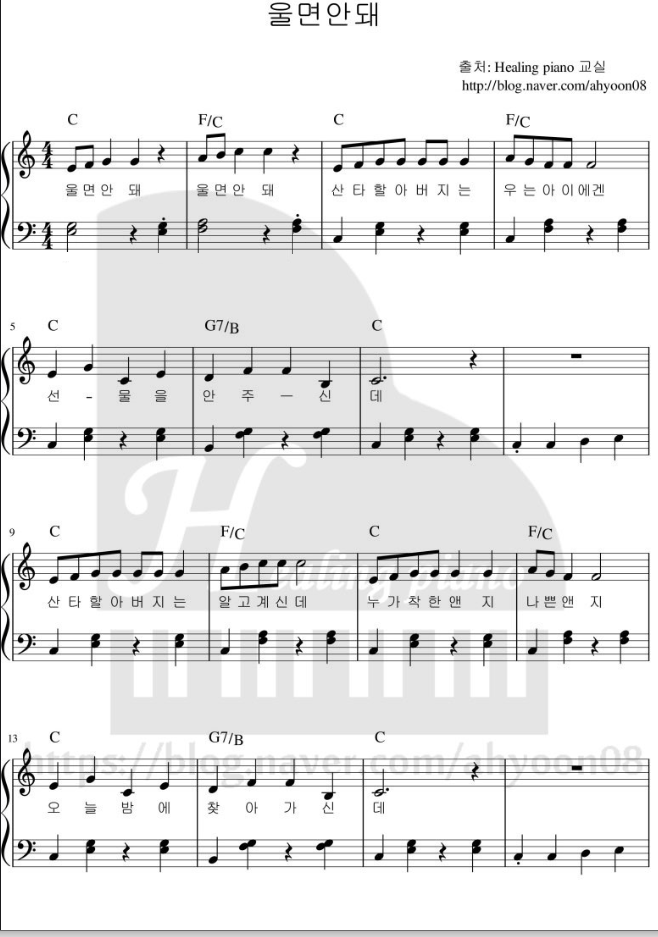 울면안돼
출처: Healing piano 교실
http://blog.naver.com/ahyoon08
C F/C C F/C
울면안 돼 울면안 돼 산타할아버지는 우는아이에겐
5 C G7/B C
선 - 물 을 안 주 ー 신 데
Healing piano
9 C F/C C F/C
산타할아버지는 알고계신데 누가착한앤 지 나쁜앤 지
13 C G7/B C
https://blog.naver.com/ahyoon08
오 늘 밤 에 찾 아 가 신 데